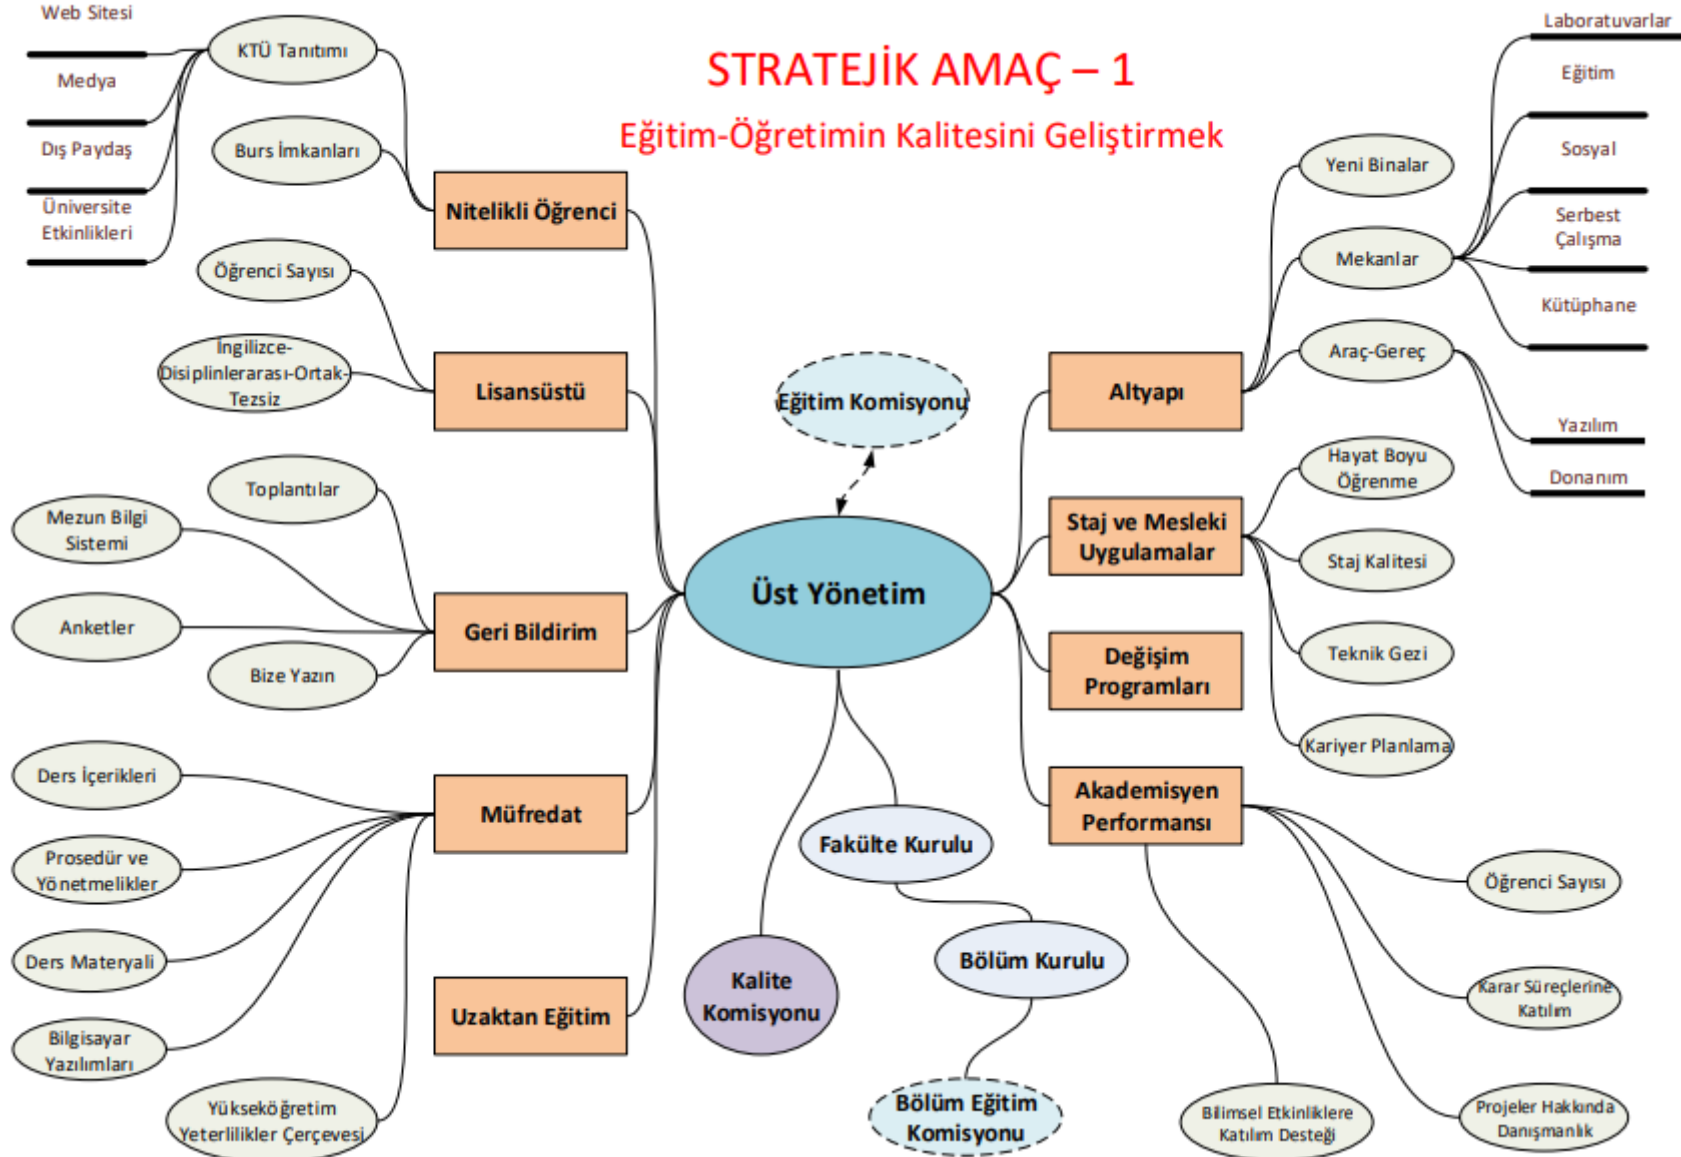 STRATEJİK AMAÇ – 1
Eğitim-Öğretimin Kalitesini Geliştirmek
Web Sitesi
Medya
Dış Paydaş
Üniversite
Etkinlikleri
KTÜ Tanıtımı
Burs İmkanları
Nitelikli Öğrenci
Öğrenci Sayısı
İngilizce-
Disiplinlerarası-Ortak-
Tezsiz
Lisansüstü
Toplantılar
Mezun Bilgi
Sistemi
Anketler
Bize Yazın
Geri Bildirim
Ders İçerikleri
Prosedür ve
Yönetmelikler
Ders Materyali
Bilgisayar
Yazılımları
Yükseköğretim
Yeterlilikler Çerçevesi
Müfredat
Uzaktan Eğitim
Eğitim Komisyonu
Üst Yönetim
Kalite
Komisyonu
Fakülte Kurulu
Bölüm Kurulu
Bölüm Eğitim
Komisyonu
Altyapı
Yeni Binalar
Mekanlar
Araç-Gereç
Laboratuvarlar
Eğitim
Sosyal
Serbest
Çalışma
Kütüphane
Yazılım
Donanım
Staj ve Mesleki
Uygulamalar
Hayat Boyu
Öğrenme
Staj Kalitesi
Teknik Gezi
Kariyer Planlama
Değişim
Programları
Akademisyen
Performansı
Öğrenci Sayısı
Karar Süreçlerine
Katılım
Projeler Hakkında
Danışmanlık
Bilimsel Etkinliklere
Katılım Desteği